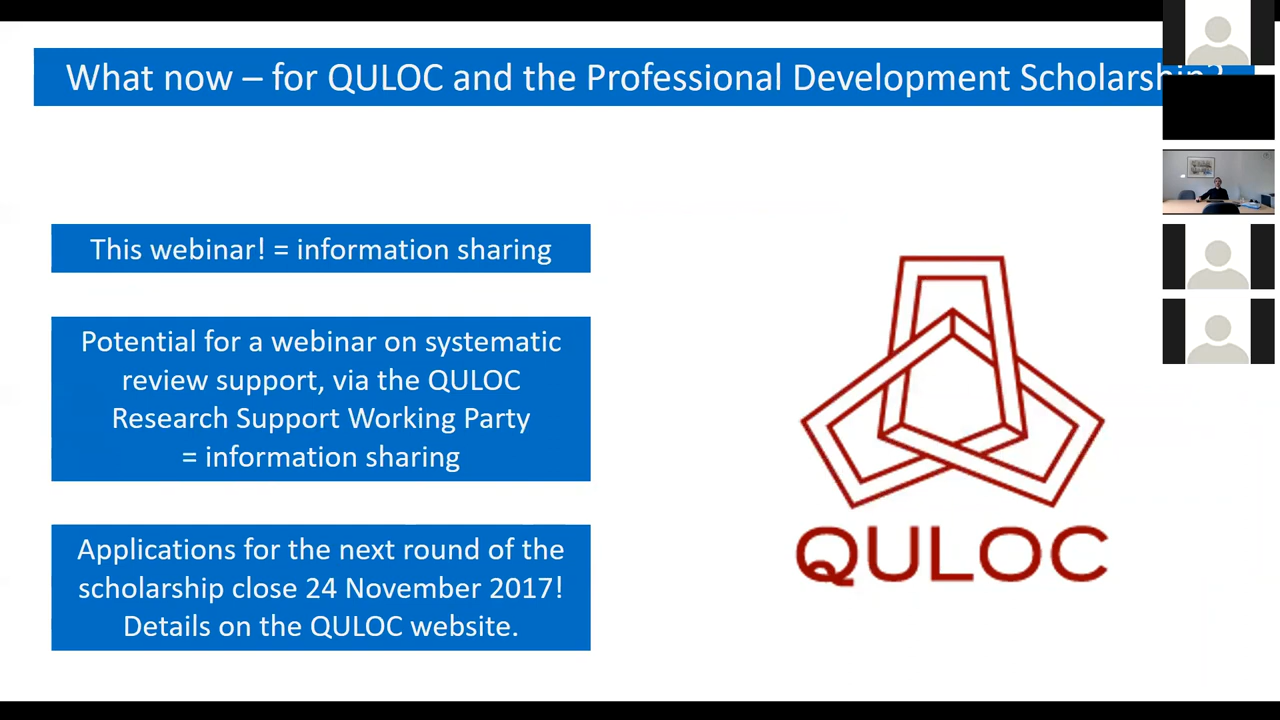 What now – for QULOC and the Professional Development Scholarship?
This webinar! = information sharing
Potential for a webinar on systematic
review support, via the QULOC
Research Support Working Party
= information sharing
Applications for the next round of the
scholarship close 24 November 2017!
Details on the QULOC website.
QULOC